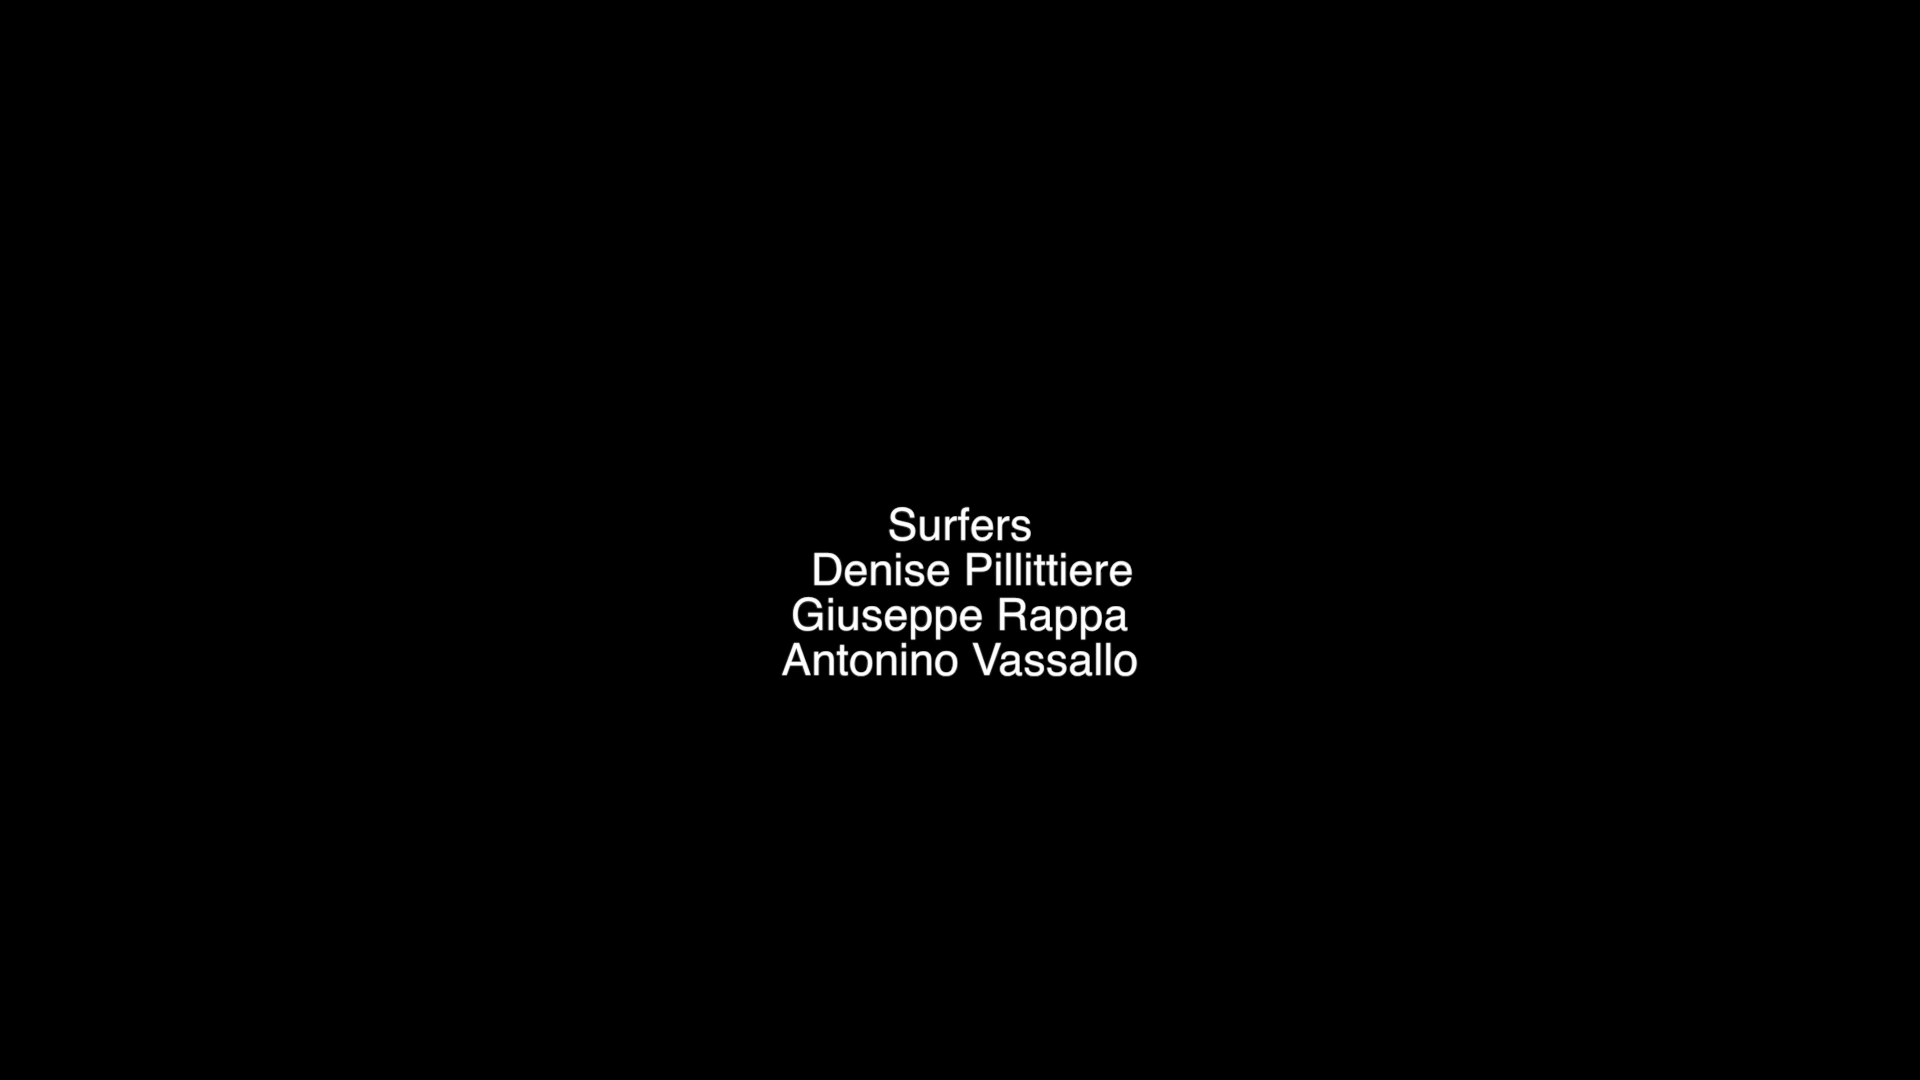 Surfers
Denise Pillittiere
Giuseppe Rappa
Antonino Vassallo